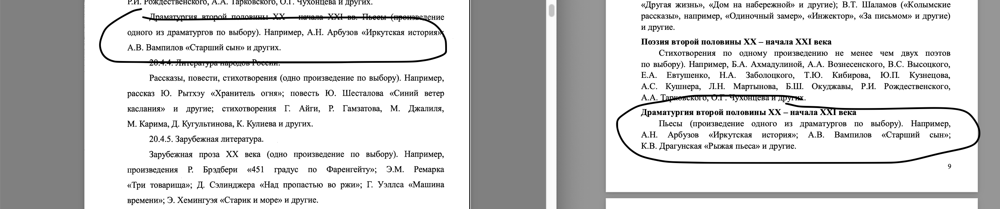 Р.И. Рождественского, А.А. Тарковского, О.Г. Чухонцева и других.
Драматургия второй половины XX – начала XXI вв. Пьесы (произведение
одного из драматургов по выбору). Например, А.Н. Арбузов «Иркутская история»;
А.В. Вампилов «Старший сын» и других.
20.4.4. Литература народов России.
Рассказы, повести, стихотворения (одно произведение по выбору). Например,
рассказ Ю. Рытхэу «Хранитель огня»; повесть Ю. Шесталова «Синий ветер
каслания» и другие; стихотворения Г. Айги, Р. Гамзатова, М. Джалиля,
М. Карима, Д. Кугультинова, К. Кулиева и других.
20.4.5. Зарубежная литература.
Зарубежная проза XX века (одно произведение по выбору). Например,
произведения Р. Брэдбери «451 градус по Фаренгейту»; Э.М. Ремарка
«Три товарища»; Д. Сэлинджера «Над пропастью во ржи»; Г. Уэллса «Машина
времени»; Э. Хемингуэя «Старик и море» и другие.
«Другая жизнь», «Дом на набережной» и другие); В.Т. Шаламов («Колымские
рассказы», например, «Одиночный замер», «Инжектор», «За письмом» и другие)
и другие.
Поэзия второй половины XX – начала XXI века
Стихотворения по одному произведению не менее чем двух поэтов
по выбору). Например, Б.А. Ахмадулиной, А.А. Вознесенского, В.С. Высоцкого,
Е.А. Евтушенко, Н.А. Заболоцкого, Т.Ю. Кибирова, Ю.П. Кузнецова,
А.С. Кушнера, Л.Н. Мартынова, Б.Ш. Окуджавы, Р.И. Рождественского,
А.А. Тарковского, О.Г. Чухонцева и других.
Драматургия второй половины XX – начала XXI века
Пьесы (произведение одного из драматургов по выбору). Например,
А.Н. Арбузов «Иркутская история»; А.В. Вампилов «Старший сын»;
К.В. Драгунская «Рыжая пьеса» и другие.
9